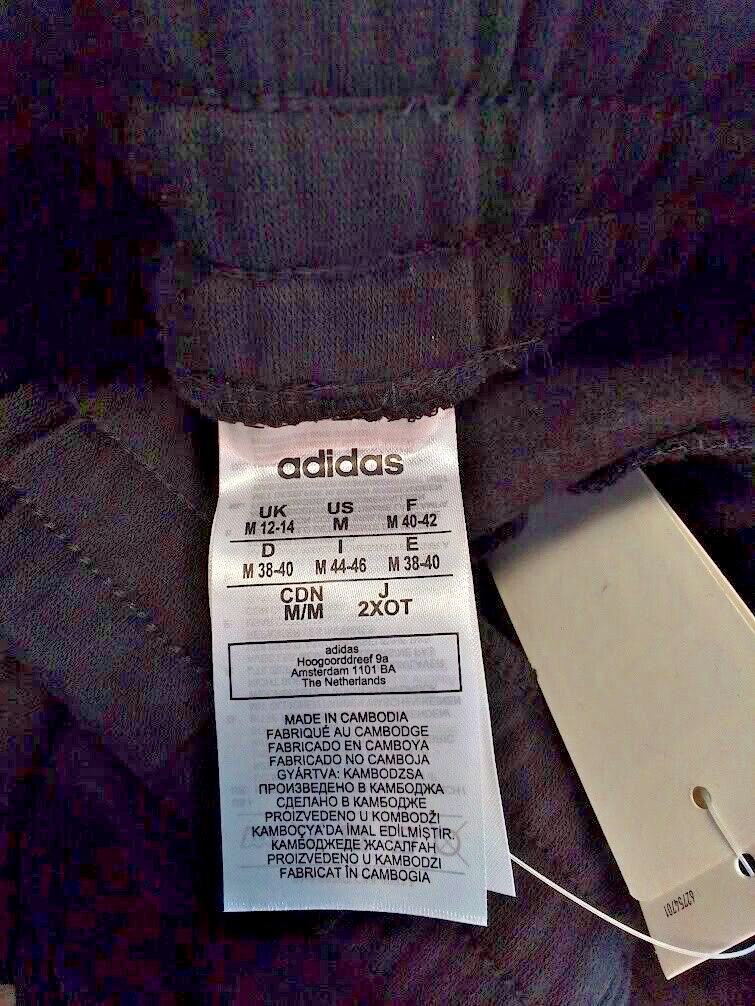 adidas
UK US F
M 12-14 M M 40-42
D I E
M 38-40 M 44-46 M 38-40
CDN J
M/M 2XOT
adidas
Hoogoorddreef 9a
Amsterdam 1101 BA
The Netherlands
MADE IN CAMBODIA
FABRIQUÉ AU CAMBODGE
FABRICADO EN CAMBOYA
FABRICADO NO CAMBOJA
GYÁRTVA: KAMBODZSA
ПРОИЗВЕДЕНО В КАМБОДЖА
СДЕЛАНО В КАМБОДЖЕ
PROIZVEDENO U KOMBODŽI
KAMBOÇYA'DA İMAL EDİLMİŞTİR.
КАМБОДЖЕДЕ ЖАСАЛҒАН
PROIZVEDENO U KAMBODZI
FABRICAT ÎN CAMBOGIA
62754701